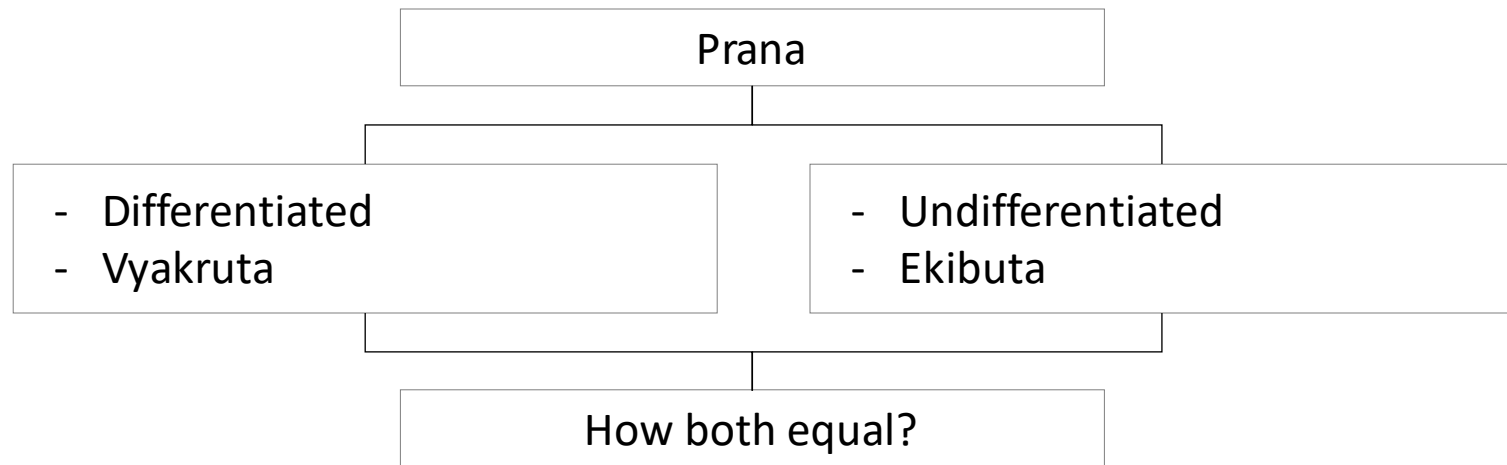 Prana
- Differentiated
- Vyakruta
- Undifferentiated
- Ekibuta
How both equal?